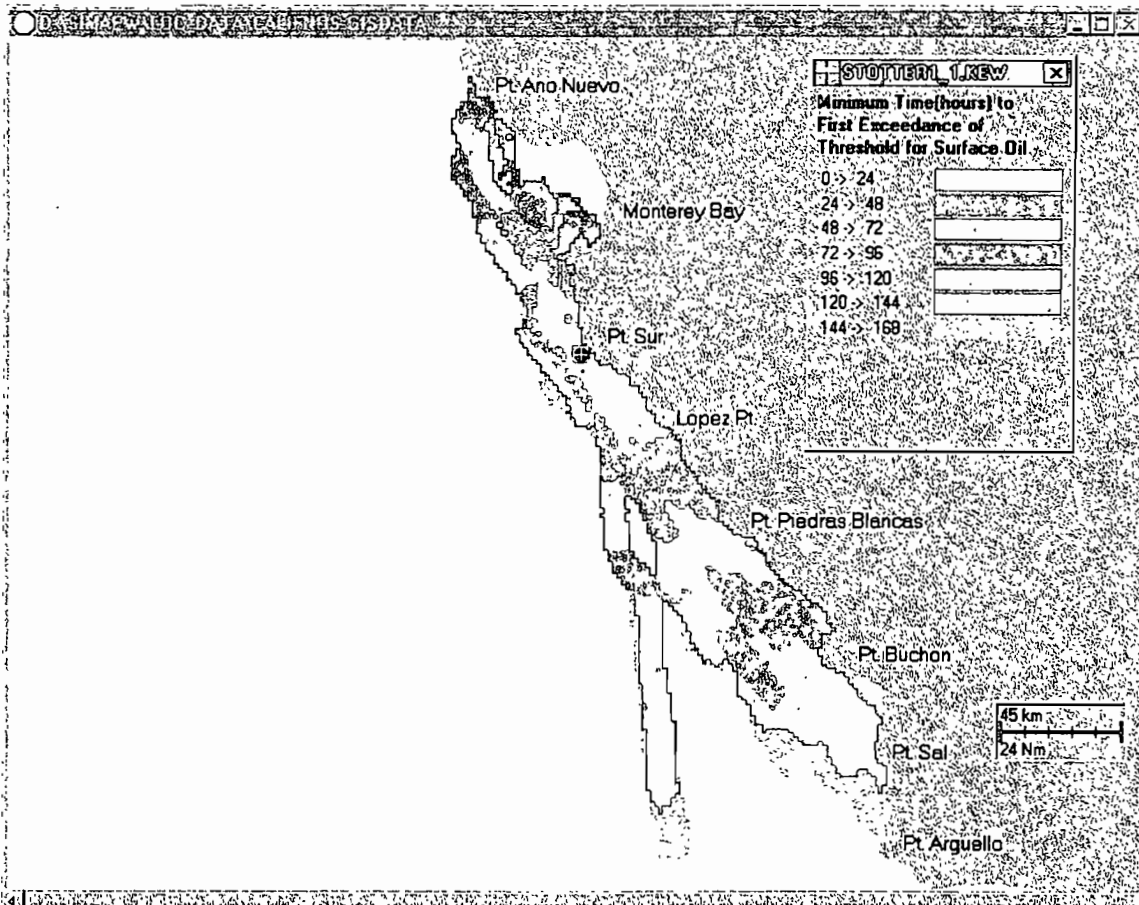 Pt. Ano Nuevo
Monterey Bay
Pt. Sur
Lopez Pt.
Pt. Piedras Blancas
Pt. Buchon
Pt. Sal
Pt. Arguello
STOTTER1_1.KEW
Minimum Time(hours) to
First Exceedance of
Threshold for Surface Oil
0 > 24
24 > 48
48 > 72
72 > 96
96 > 120
120 > 144
144 > 168
45 km
24 Nm